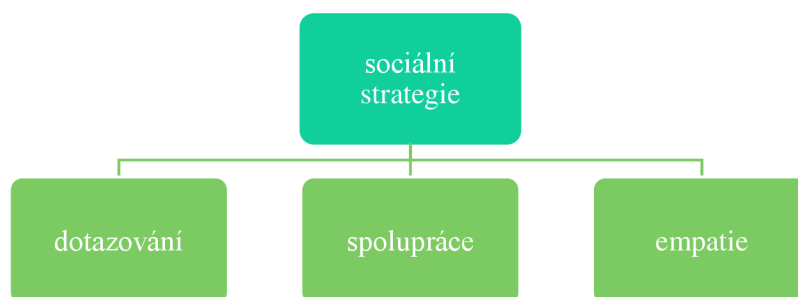 sociální
strategie
dotazování
spolupráce
empatie